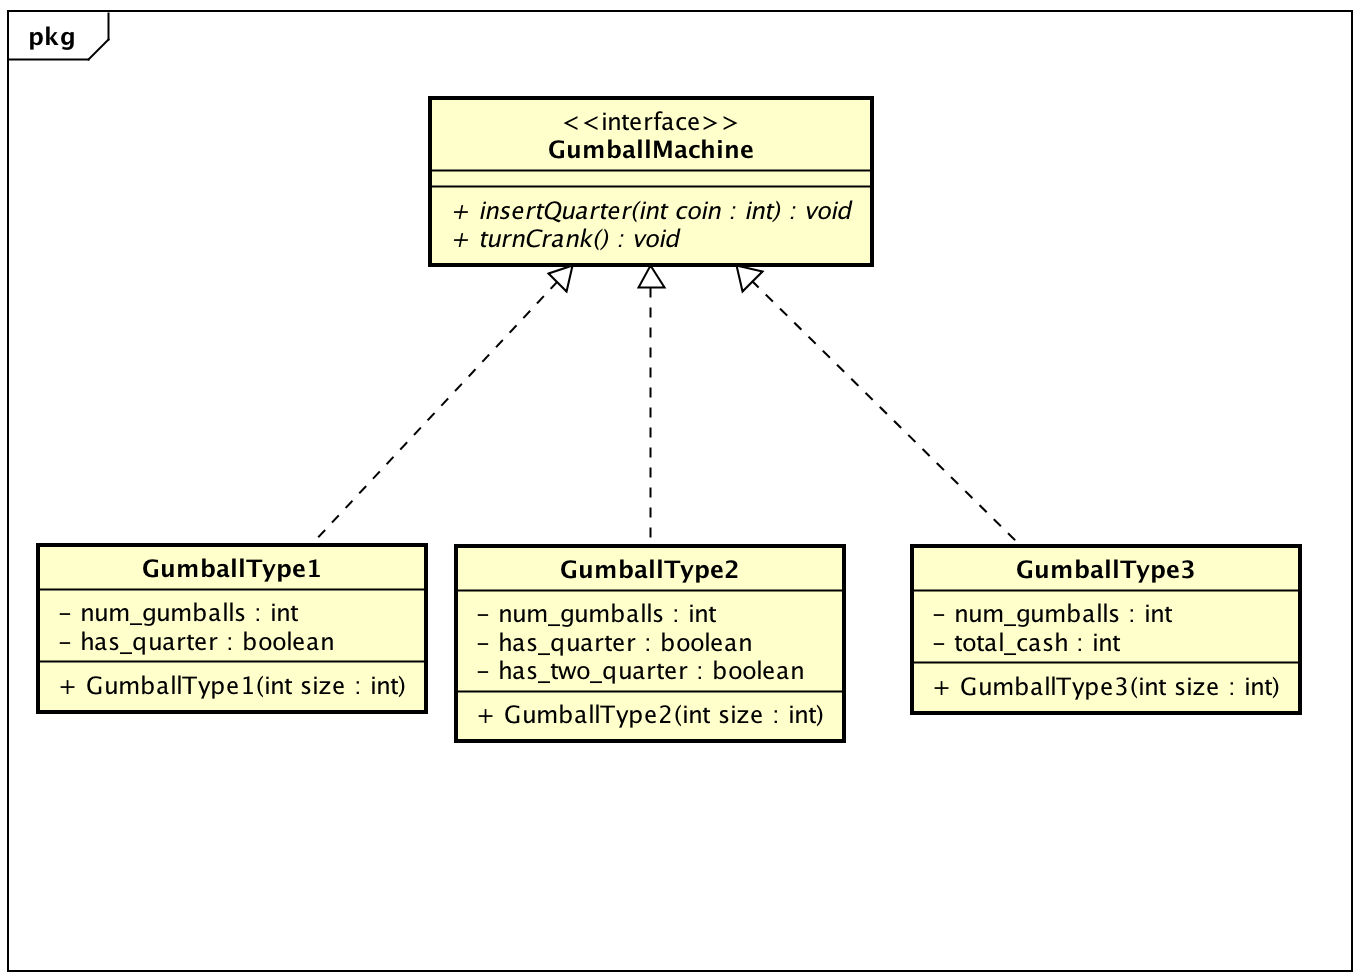 pkg
<<interface>>
GumballMachine
+ insertQuarter(int coin : int) : void
+ turnCrank() : void
GumballType1
– num_gumballs : int
– has_quarter : boolean
+ GumballType1(int size : int)
GumballType2
– num_gumballs : int
– has_quarter : boolean
– has_two_quarter : boolean
+ GumballType2(int size : int)
GumballType3
– num_gumballs : int
– total_cash : int
+ GumballType3(int size : int)